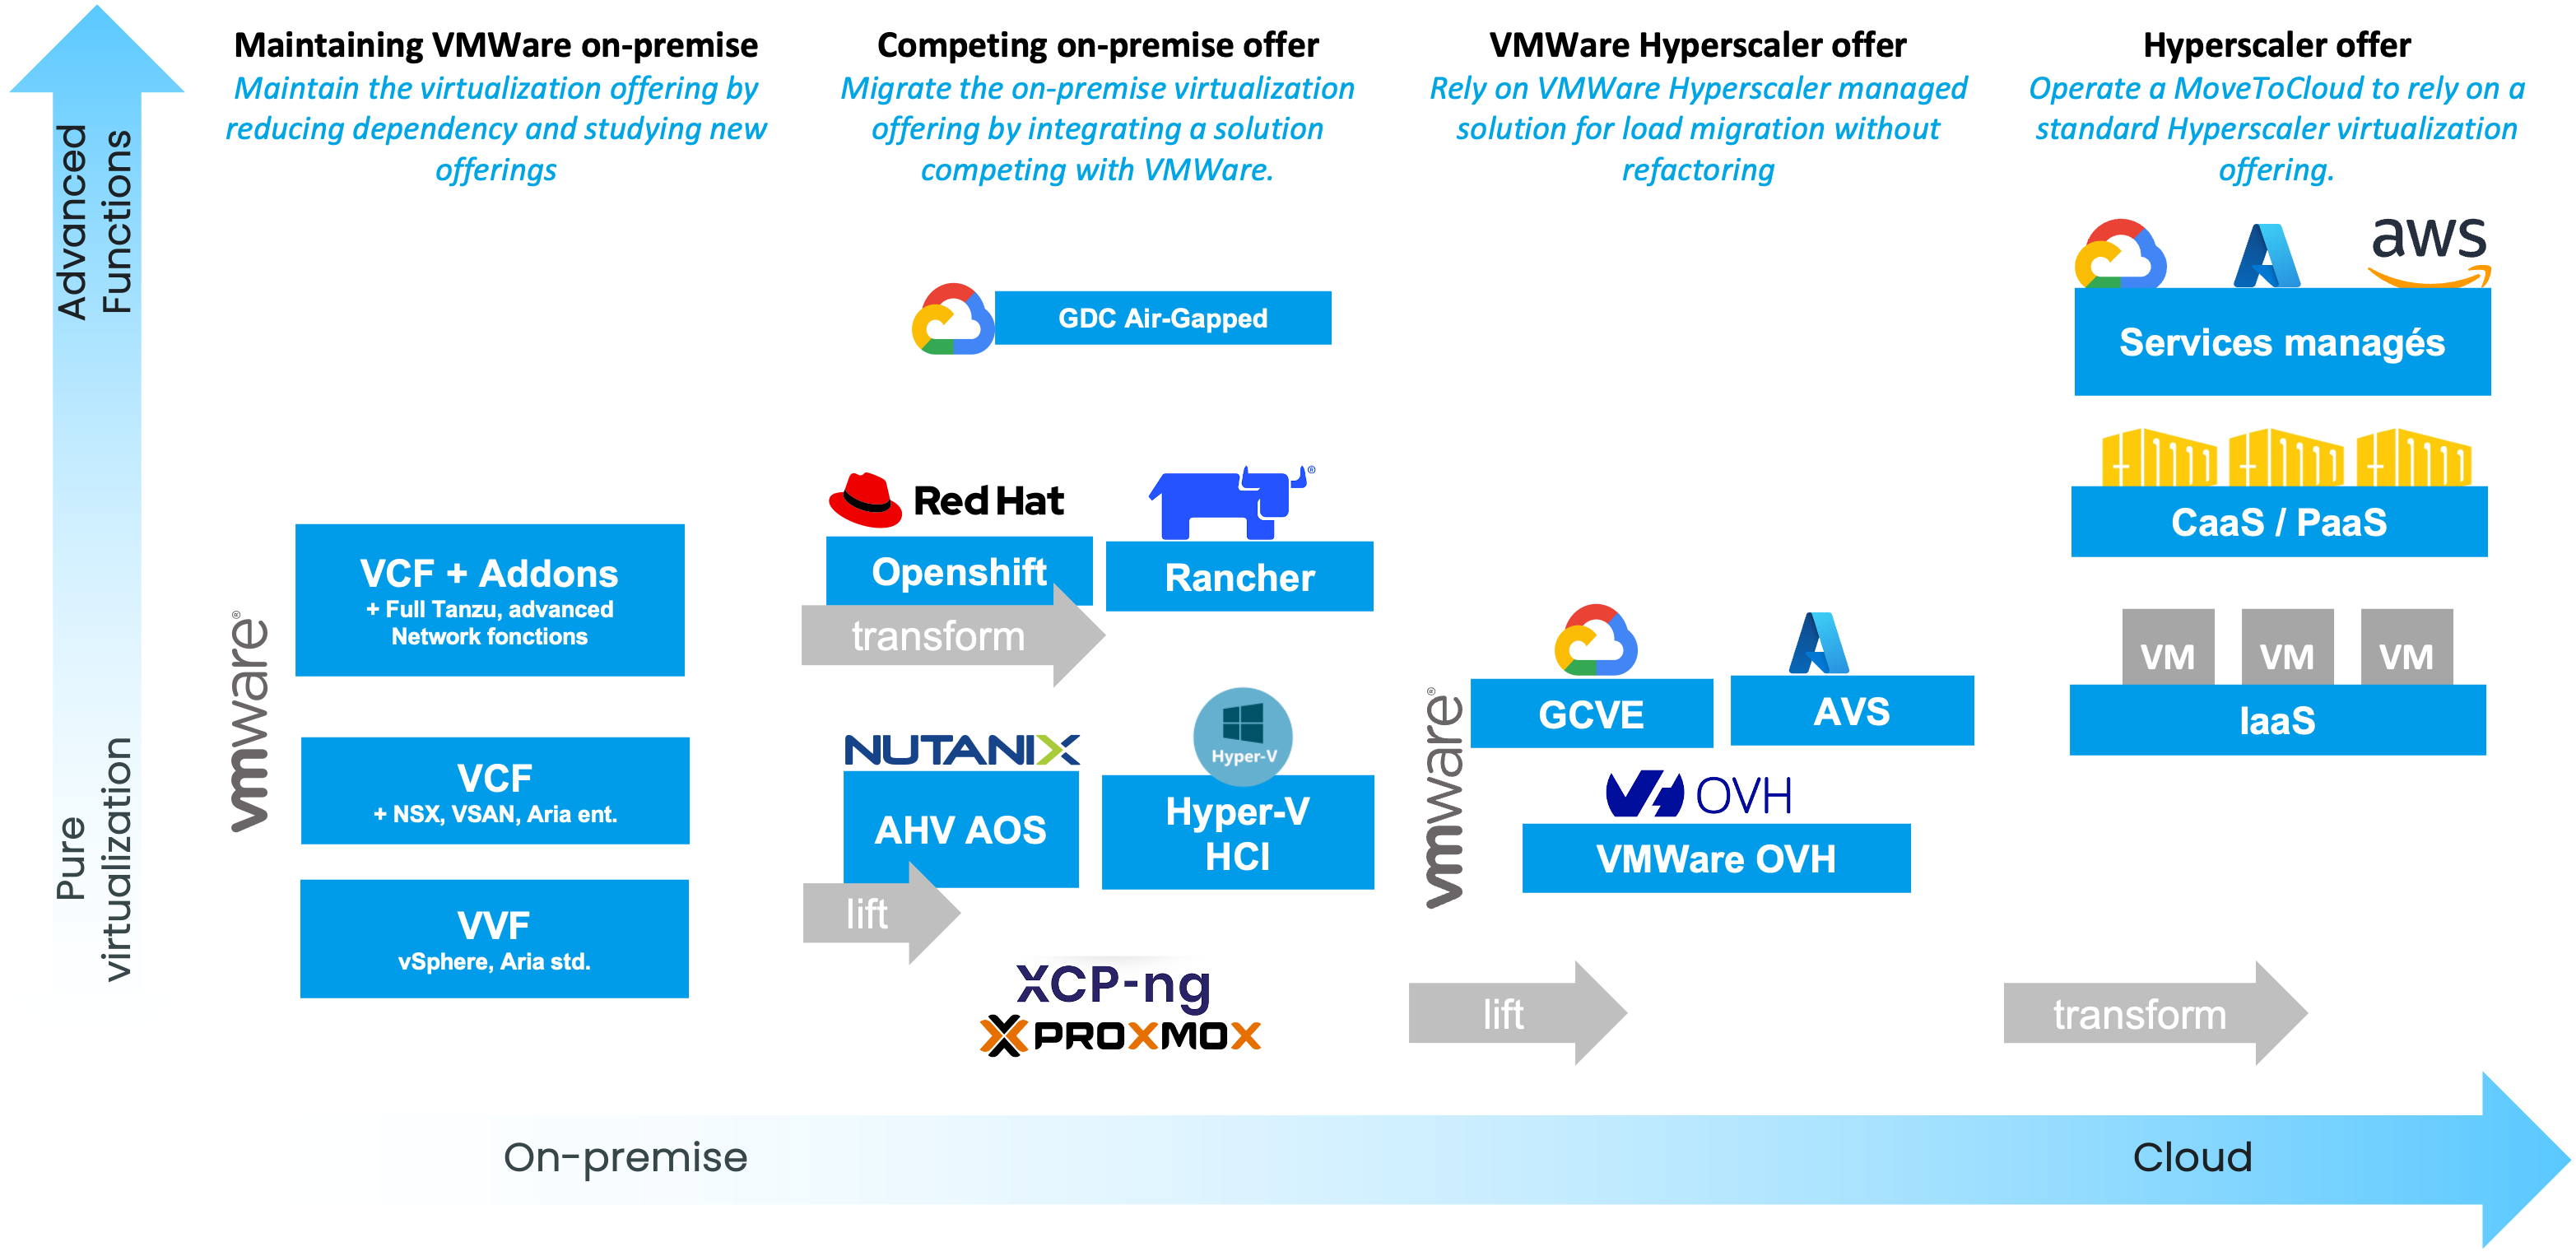 Advanced
Functions
Pure
virtualization
Maintaining VMWare on-premise
Maintain the virtualization offering by
reducing dependency and studying new
offerings
vmware®
VCF + Addons
+ Full Tanzu, advanced
Network fonctions
VCF
+ NSX, VSAN, Aria ent.
VVF
vSphere, Aria std.
Competing on-premise offer
Migrate the on-premise virtualization
offering by integrating a solution
competing with VMWare.
GDC Air-Gapped
Red Hat
Openshift
®
Rancher
transform
NUTANIX
AHV AOS
Hyper-V
Hyper-V
HCI
lift
XCP-ng
PROXMOX
VMWare Hyperscaler offer
Rely on VMWare Hyperscaler managed
solution for load migration without
refactoring
vmware®
GCVE
AVS
OVH
VMWare OVH
lift
Hyperscaler offer
Operate a MoveToCloud to rely on a
standard Hyperscaler virtualization
offering.
aws
Services managés
CaaS / PaaS
VM
VM
VM
IaaS
transform
On-premise
Cloud